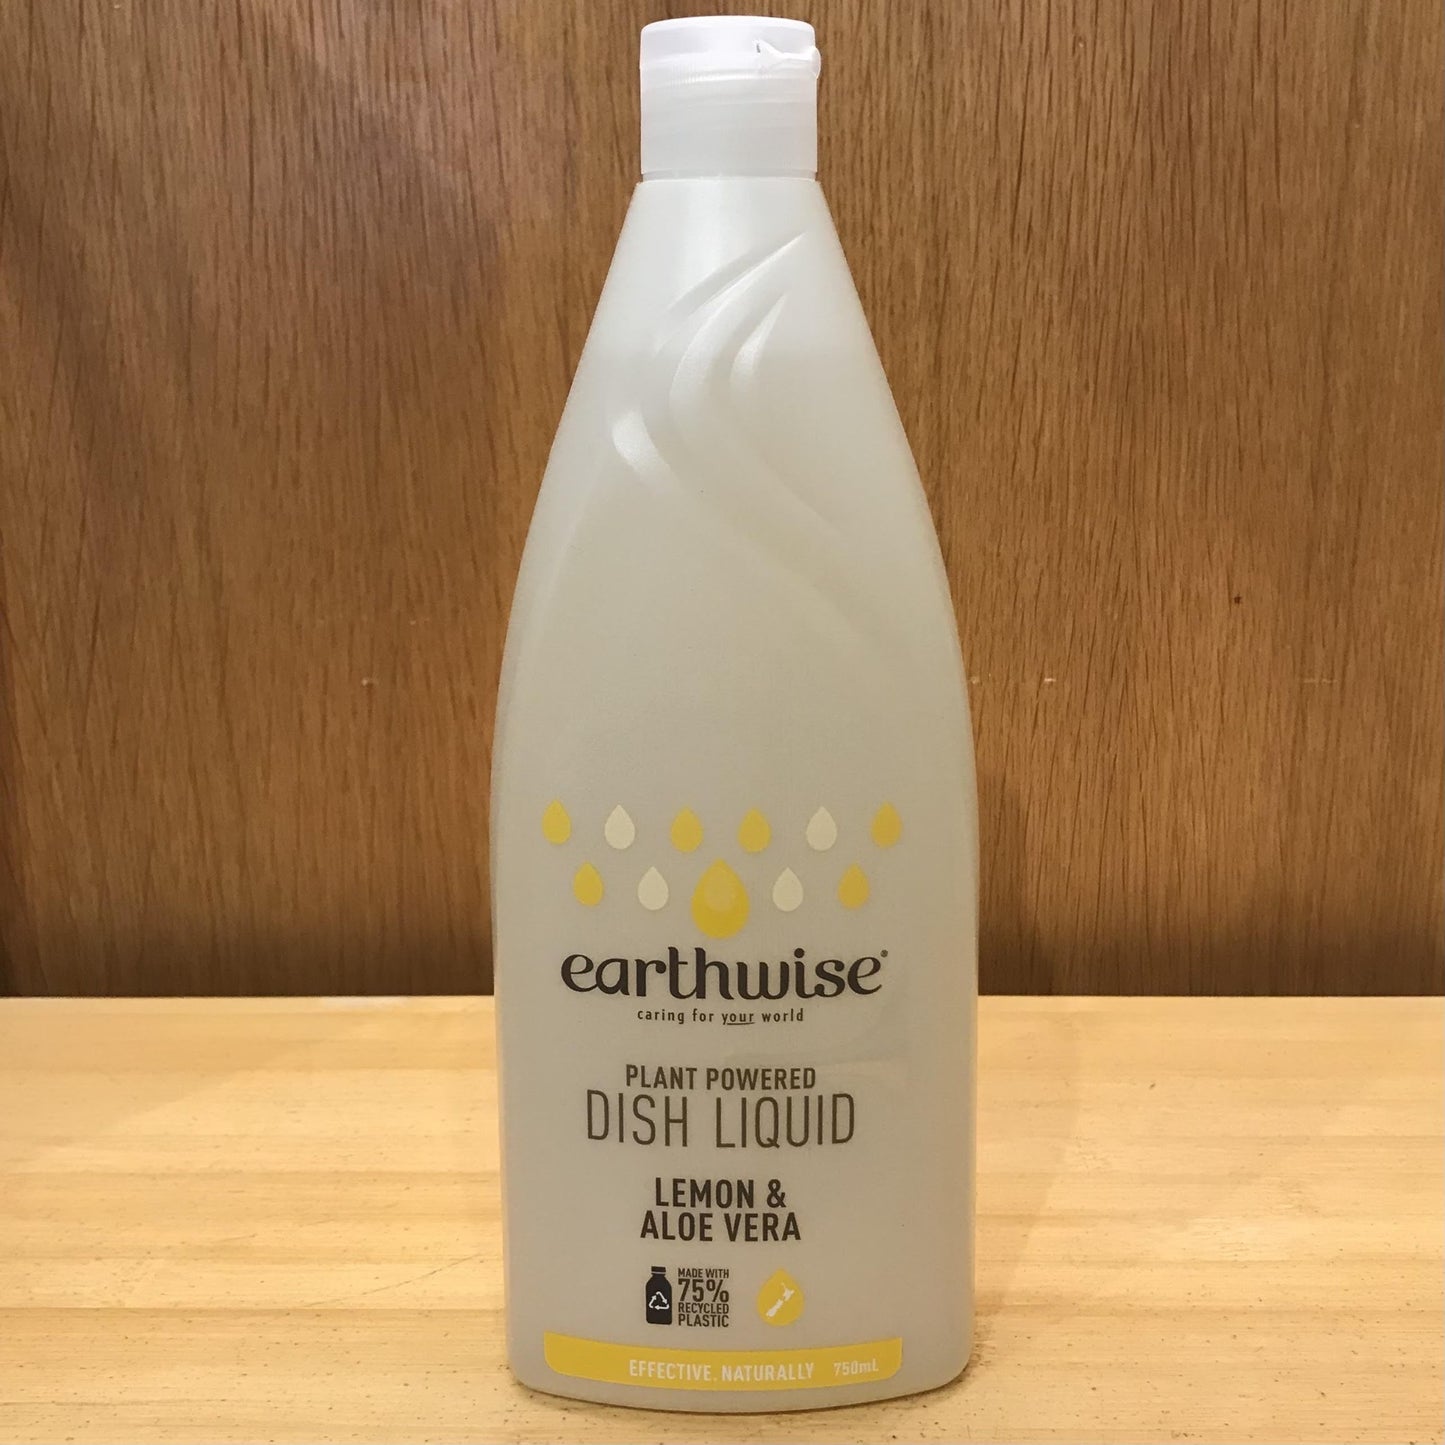 earthwise®
caring for your world
PLANT POWERED
DISH LIQUID
LEMON &
ALOE VERA
MADE WITH
75%
RECYCLED
PLASTIC
EFFECTIVE. NATURALLY 750mL